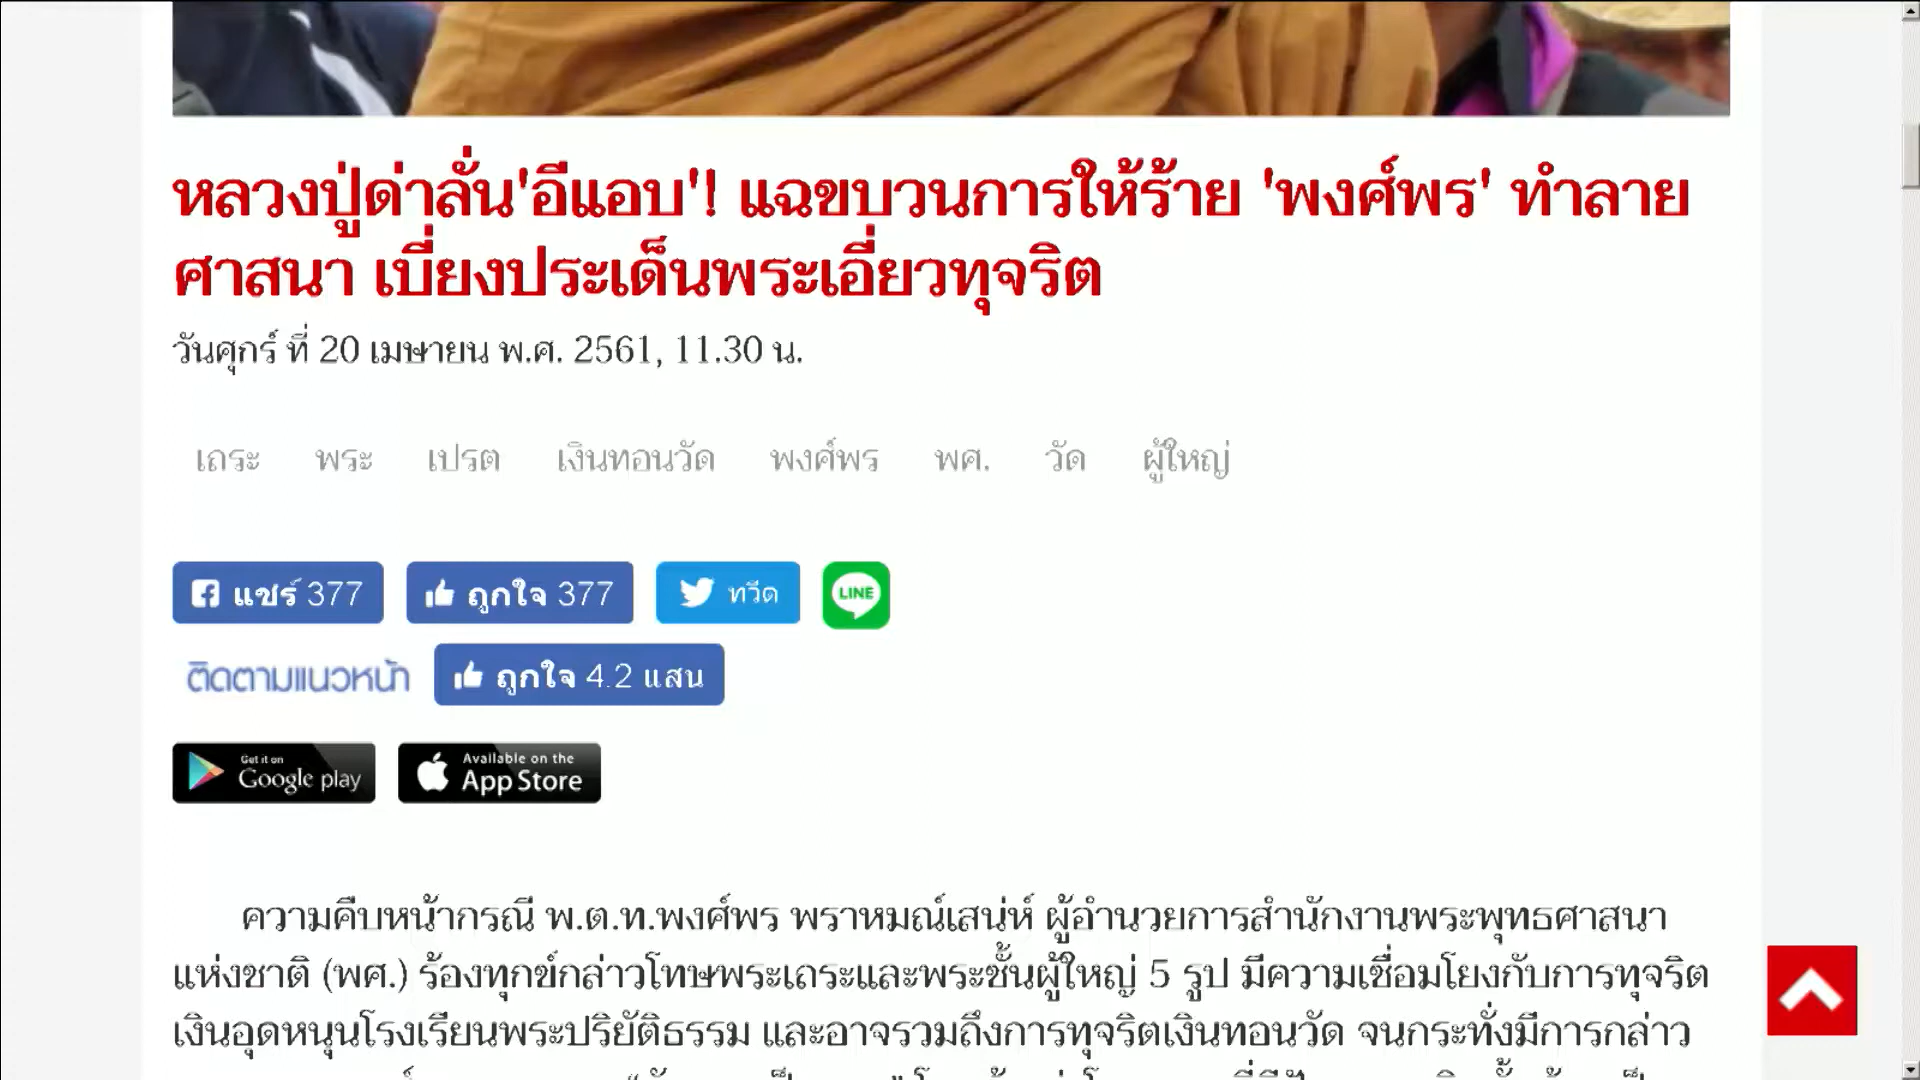 หลวงปู่ด่าลั่น'อีแอบ'! แฉขบวนการให้ร้าย 'พงศ์พร' ทำลาย
ศาสนา เบี่ยงประเด็นพระเอี่ยวทุจริต
วันศุกร์ ที่ 20 เมษายน พ.ศ. 2561, 11.30 น.
เถระ พระ เปรต เงินทอนวัด พงศ์พร พศ. วัด ผู้ใหญ่
แชร์ 377 ถูกใจ 377 ทวีต LINE
ติดตามแนวหน้า ถูกใจ 4.2 แสน
Get it on Google play Available on the App Store
ความคืบหน้ากรณี พ.ต.ท.พงศ์พร พราหมณ์เสน่ห์ ผู้อำนวยการสำนักงานพระพุทธศาสนา
แห่งชาติ (พศ.) ร้องทุกข์กล่าวโทษพระเถระและพระชั้นผู้ใหญ่ 5 รูป มีความเชื่อมโยงกับการทุจริต
เงินอุดหนุนโรงเรียนพระปริยัติธรรม และอาจรวมถึงการทุจริตเงินทอนวัด จนกระทั่งมีการกล่าว